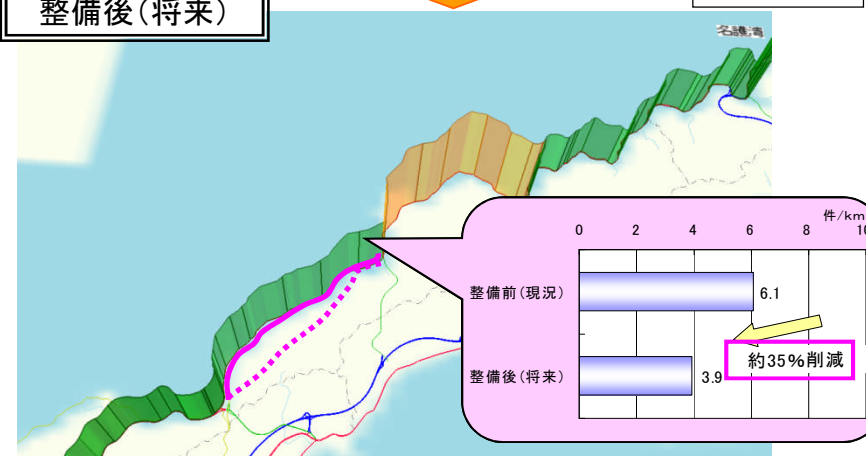 整備後(将来)
名護湾
件/km
0 2 4 6 8 10
整備前(現況)
6.1
約35%削減
整備後(将来)
3.9